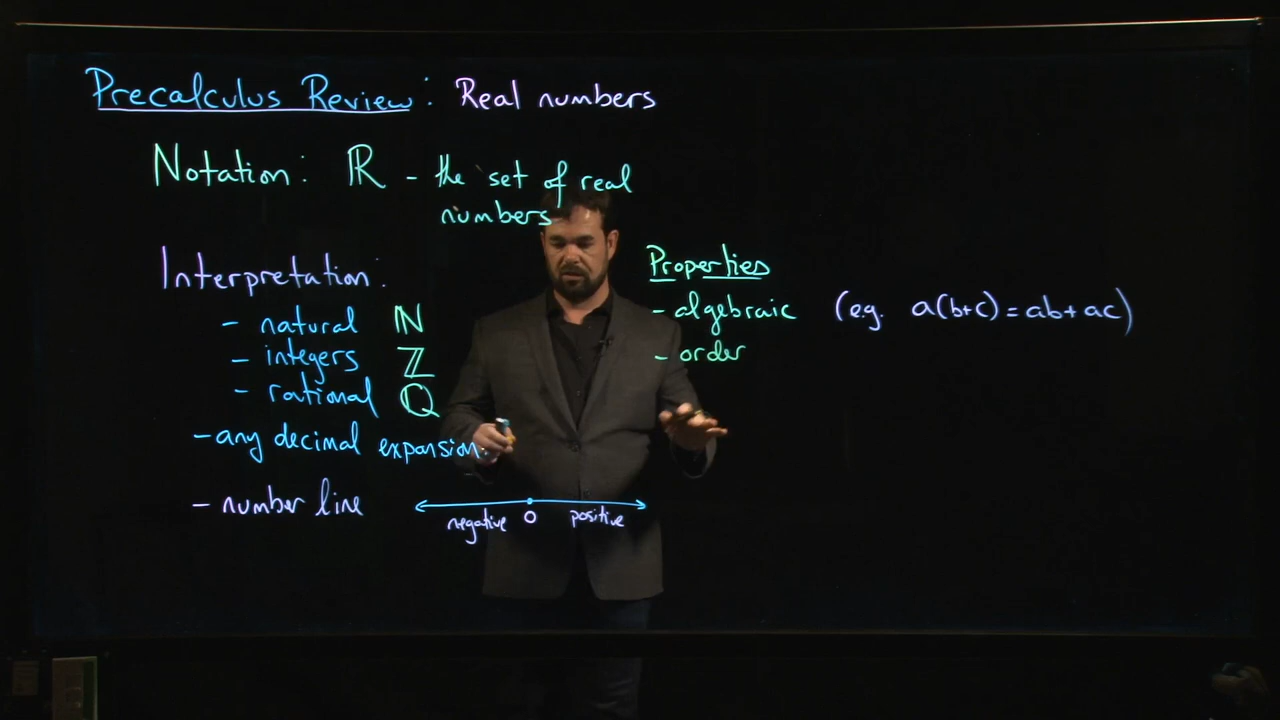 Precalculus Review: Real numbers
Notation: ℝ - the set of real
numbers
Interpretation:
- natural ℕ
- integers ℤ
- rational ℚ
- any decimal expansion.
- number line
negative 0 positive
Properties
- algebraic (eg. a(b+c) = ab + ac)
- order